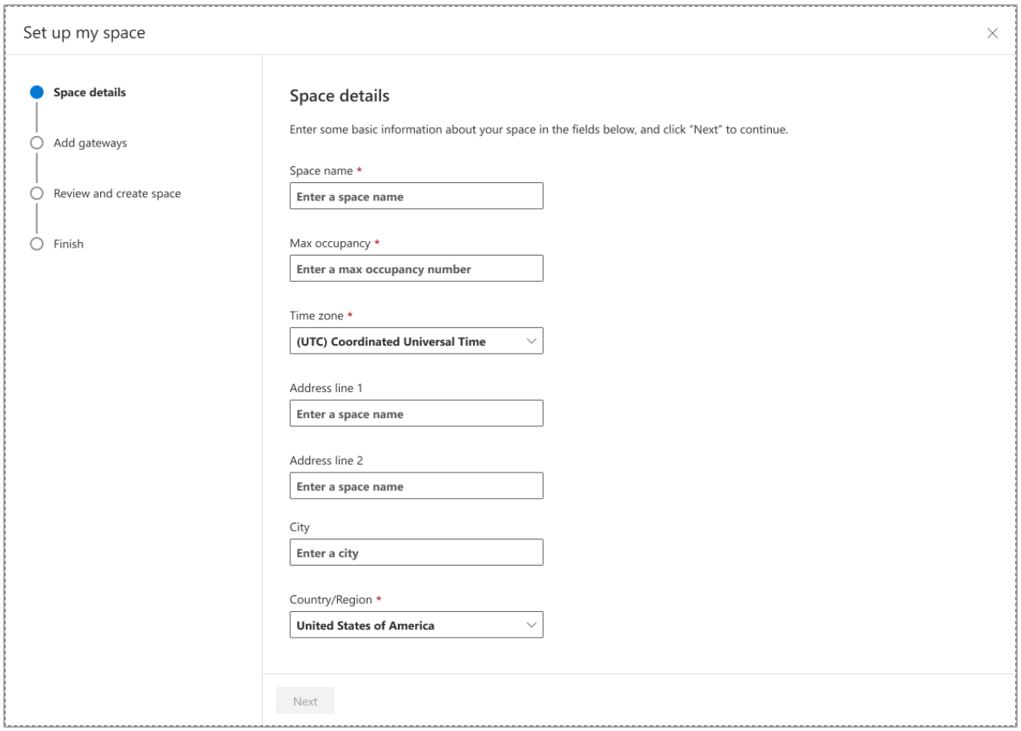 Set up my space
Space details
Add gateways
Review and create space
Finish
Space details
Enter some basic information about your space in the fields below, and click “Next” to continue.
Space name *
Enter a space name
Max occupancy *
Enter a max occupancy number
Time zone *
(UTC) Coordinated Universal Time
Address line 1
Enter a space name
Address line 2
Enter a space name
City
Enter a city
Country/Region *
United States of America
Next